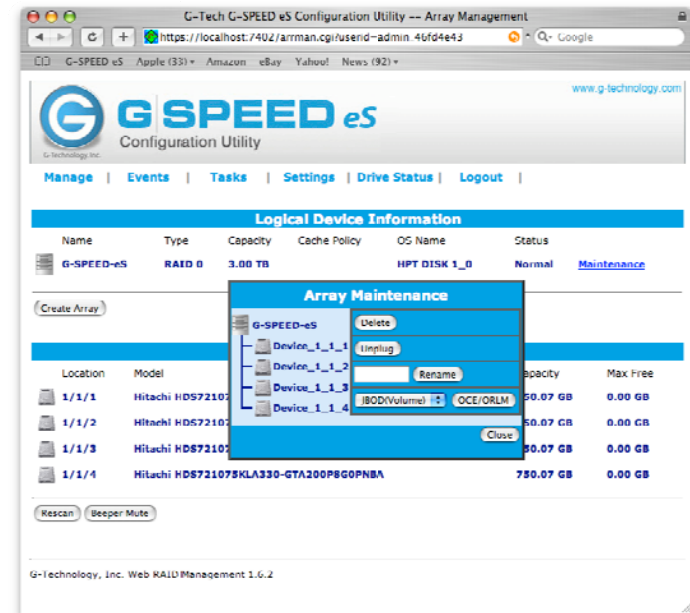 G-Tech G-SPEED eS Configuration Utility -- Array Management
https://localhost:7402/arrman.cgi?userid=admin_46fd4e43
Google
G-SPEED eS Apple (33) Amazon eBay Yahoo! News (92)
www.g-technology.com
G SPEED eS
Configuration Utility
G-Technology, Inc.
Manage | Events | Tasks | Settings | Drive Status | Logout |
Logical Device Information
Name Type Capacity Cache Policy OS Name Status
G-SPEED-eS RAID 0 3.00 TB HPT DISK 1_0 Normal Maintenance
Create Array
Array Maintenance
G-SPEED-eS
Device_1_1_1
Device_1_1_2
Device_1_1_3
Device_1_1_4
Delete
Unplug
Rename
JBOD(Volume) OCE/ORLM
Close
Location Model apacity Max Free
1/1/1 Hitachi HDS72107 50.07 GB 0.00 GB
1/1/2 Hitachi HDS72107 50.07 GB 0.00 GB
1/1/3 Hitachi HDS72107 50.07 GB 0.00 GB
1/1/4 Hitachi HDS721075KLA330-GTA200P8G0PNBA 750.07 GB 0.00 GB
Rescan Beeper Mute
G-Technology, Inc. Web RAID Management 1.6.2